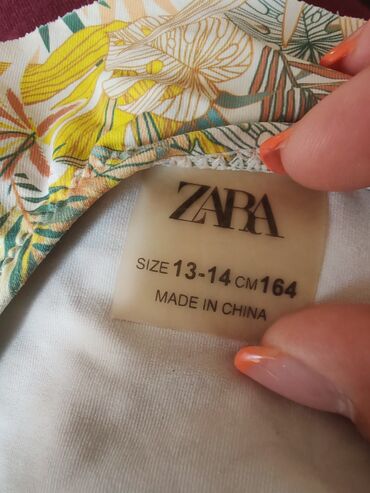 ZARA
SIZE 13-14 CM 164
MADE IN CHINA